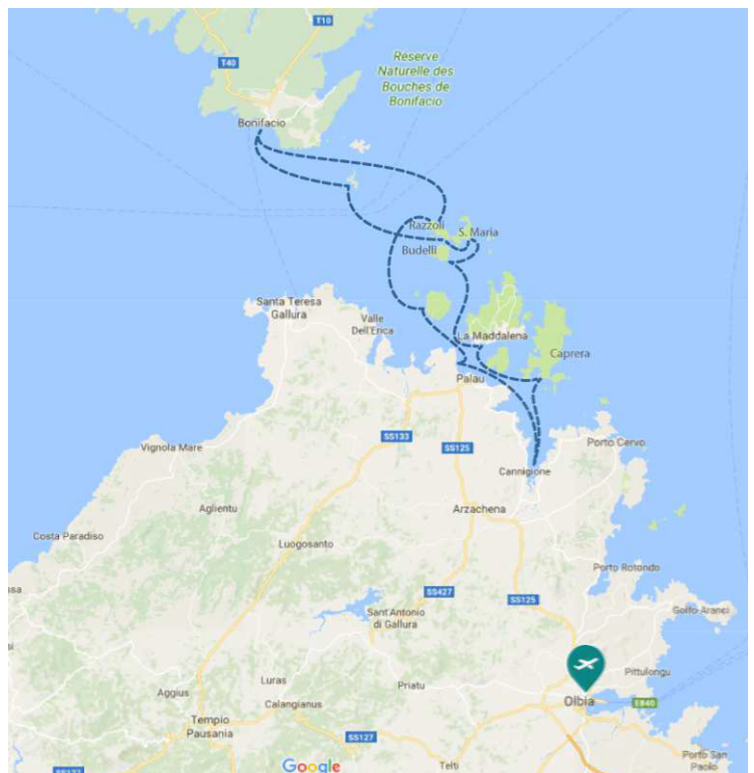 T10
T40
Réserve
Naturelle des
Bouches de
Bonifacio
Bonifacio
Razzoli
S. Maria
Budelli
Santa Teresa
Gallura
Valle
Dell'Erica
La Maddalena
Caprera
Palau
SS133
SS125
Porto Cervo
Vignola Mare
Cannigione
Aglientu
Arzachena
Costa Paradiso
Luogosanto
Porto Rotondo
SS427
SS125
Sant'Antonio
di Gallura
Golfo Aranci
Luras
Priatu
Pittulongu
Aggius
Olbia
E840
Calangianus
Tempio
Pausania
SS127
Porto San
Paolo
Google
Telti